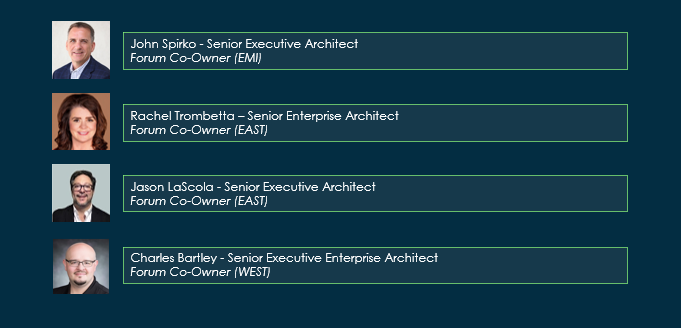 John Spirko - Senior Executive Architect
Forum Co-Owner (EMI)
Rachel Trombetta – Senior Enterprise Architect
Forum Co-Owner (EAST)
Jason LaScola - Senior Executive Architect
Forum Co-Owner (EAST)
Charles Bartley - Senior Executive Enterprise Architect
Forum Co-Owner (WEST)